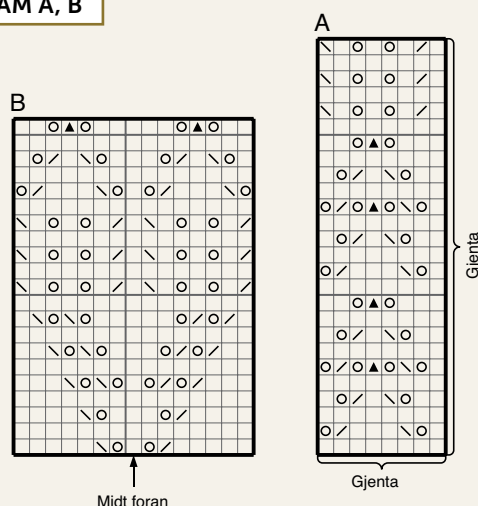 AM A, B
A
B
Gjenta
Gjenta
Midt foran